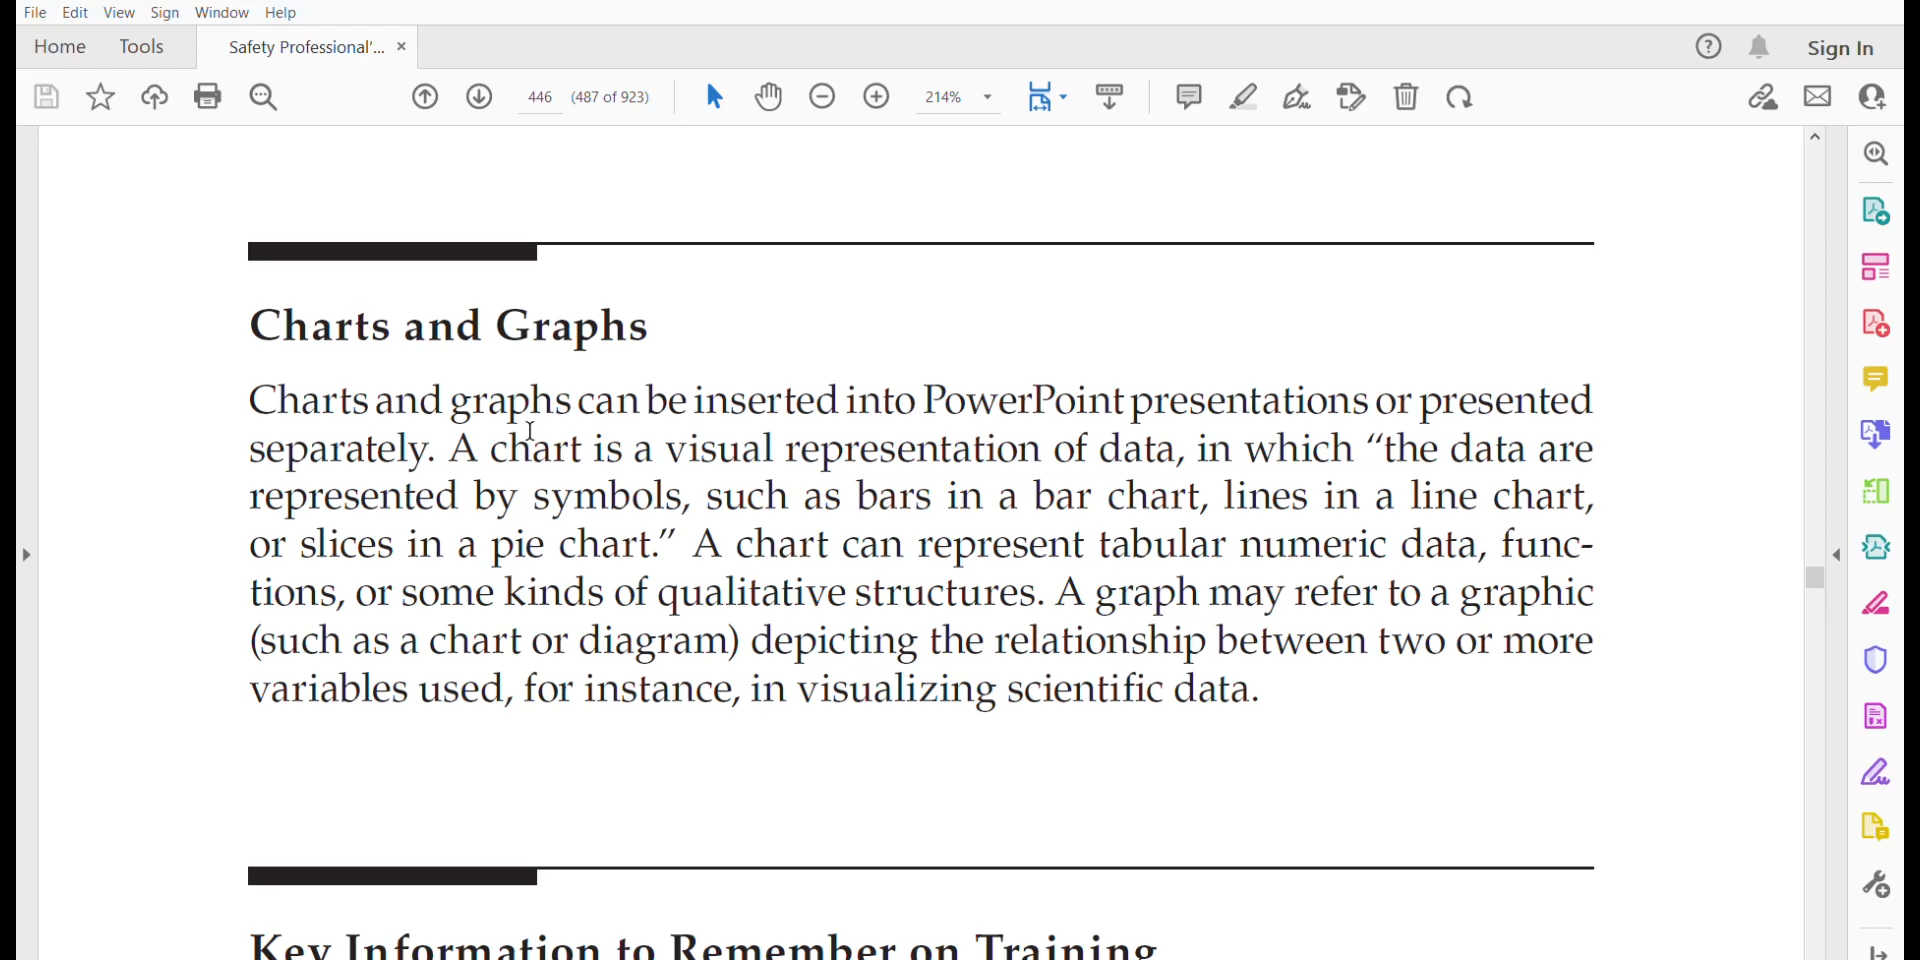 File Edit View Sign Window Help
Home Tools Safety Professional'... × Sign In
446 (487 of 923) 214%
Charts and Graphs
Charts and graphs can be inserted into PowerPoint presentations or presented
separately. A chart is a visual representation of data, in which “the data are
represented by symbols, such as bars in a bar chart, lines in a line chart,
or slices in a pie chart.” A chart can represent tabular numeric data, func-
tions, or some kinds of qualitative structures. A graph may refer to a graphic
(such as a chart or diagram) depicting the relationship between two or more
variables used, for instance, in visualizing scientific data.
Key Information to Remember on Training